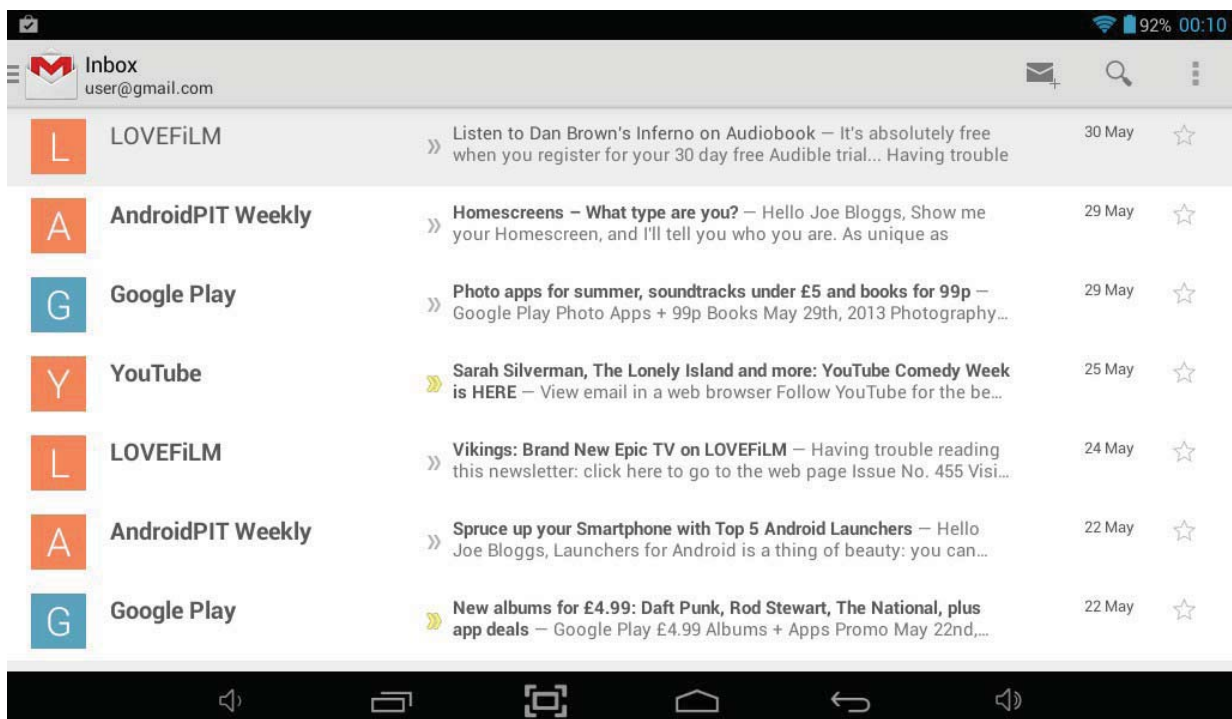 92% 00:10
Inbox
user@gmail.com
L
LOVEFiLM
Listen to Dan Brown's Inferno on Audiobook — It's absolutely free
when you register for your 30 day free Audible trial... Having trouble
30 May
A
AndroidPIT Weekly
Homescreens – What type are you? — Hello Joe Bloggs, Show me
your Homescreen, and I'll tell you who you are. As unique as
29 May
G
Google Play
Photo apps for summer, soundtracks under £5 and books for 99p —
Google Play Photo Apps + 99p Books May 29th, 2013 Photography…
29 May
Y
YouTube
Sarah Silverman, The Lonely Island and more: YouTube Comedy Week
is HERE — View email in a web browser Follow YouTube for the be…
25 May
L
LOVEFiLM
Vikings: Brand New Epic TV on LOVEFiLM — Having trouble reading
this newsletter: click here to go to the web page Issue No. 455 Visi…
24 May
A
AndroidPIT Weekly
Spruce up your Smartphone with Top 5 Android Launchers — Hello
Joe Bloggs, Launchers for Android is a thing of beauty: you can…
22 May
G
Google Play
New albums for £4.99: Daft Punk, Rod Stewart, The National, plus
app deals — Google Play £4.99 Albums + Apps Promo May 22nd,…
22 May